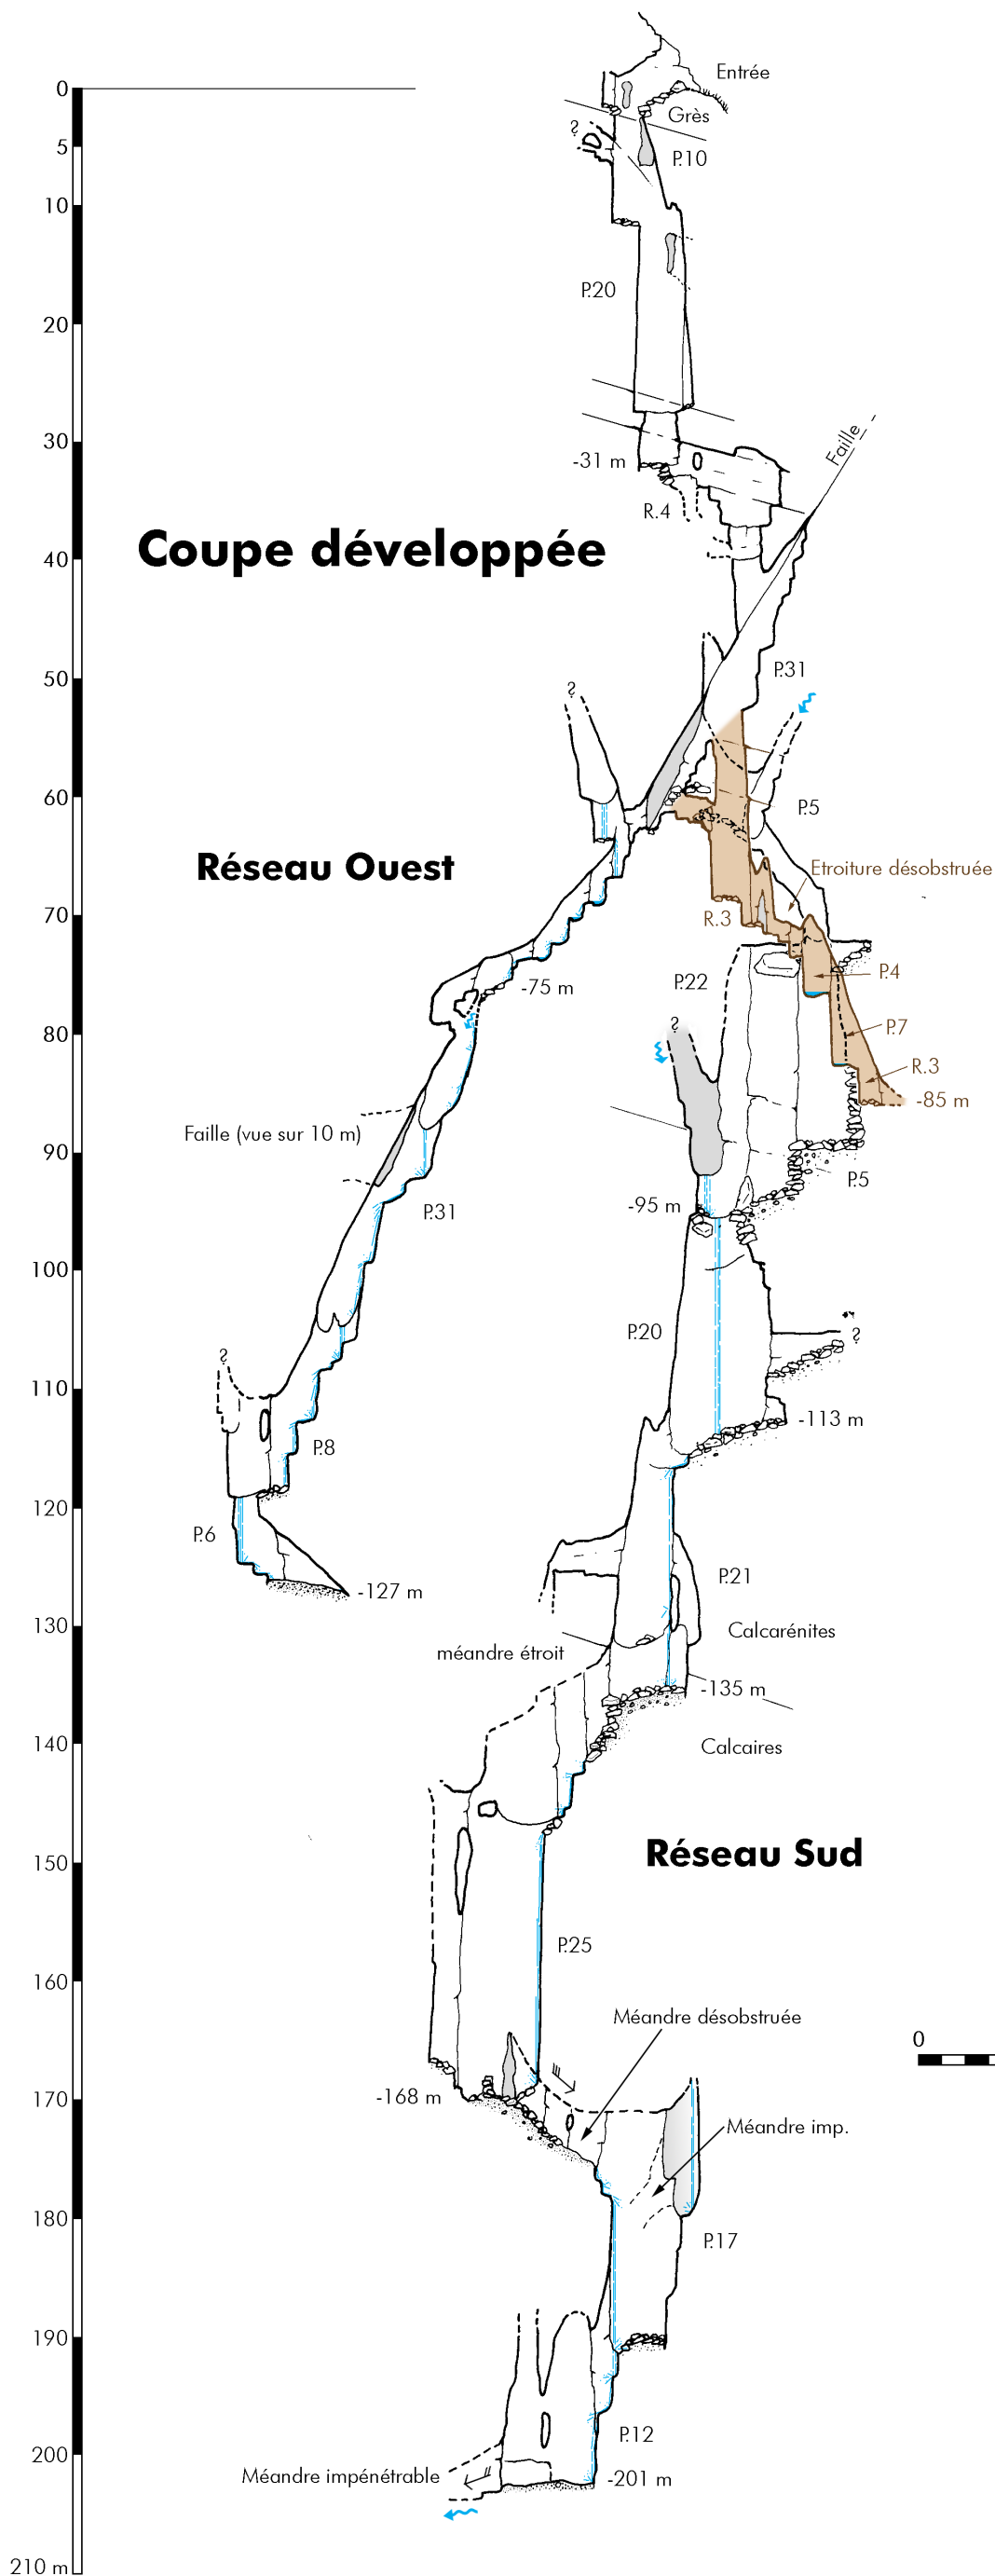 Entrée
0
Grès
?
5
P.10
10
P.20
20
30
Faille
-31 m
R.4
Coupe développée
40
50
P.31
?
60
P.5
Réseau Ouest
Etroiture désobstruée
70
R.3
P.4
P.22
-75 m
?
P.7
80
R.3
-85 m
Faille (vue sur 10 m)
90
P.5
-95 m
P.31
100
P.20
?
?
110
-113 m
P.8
120
P.6
P.21
-127 m
130
Calcarénites
méandre étroit
-135 m
140
Calcaires
150
Réseau Sud
P.25
160
Méandre désobstruée
0
-168 m
170
Méandre imp.
180
P.17
190
P.12
200
Méandre impénétrable
-201 m
210 m